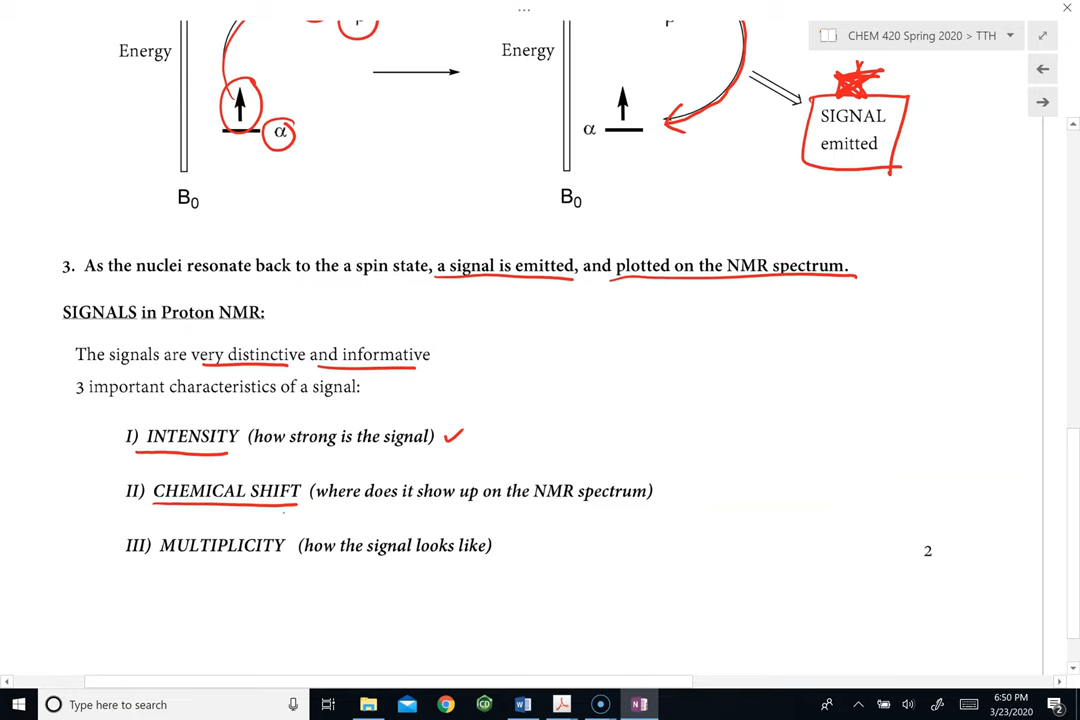 CHEM 420 Spring 2020 > TTH
Energy
Energy
SIGNAL
emitted
α
α
B0
B0
3. As the nuclei resonate back to the a spin state, a signal is emitted, and plotted on the NMR spectrum.
SIGNALS in Proton NMR:
The signals are very distinctive and informative
3 important characteristics of a signal:
I) INTENSITY (how strong is the signal)
II) CHEMICAL SHIFT (where does it show up on the NMR spectrum)
III) MULTIPLICITY (how the signal looks like)
2
Type here to search
6:50 PM
3/23/2020
2